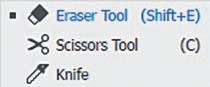 Eraser Tool (Shift+E)
Scissors Tool (C)
Knife